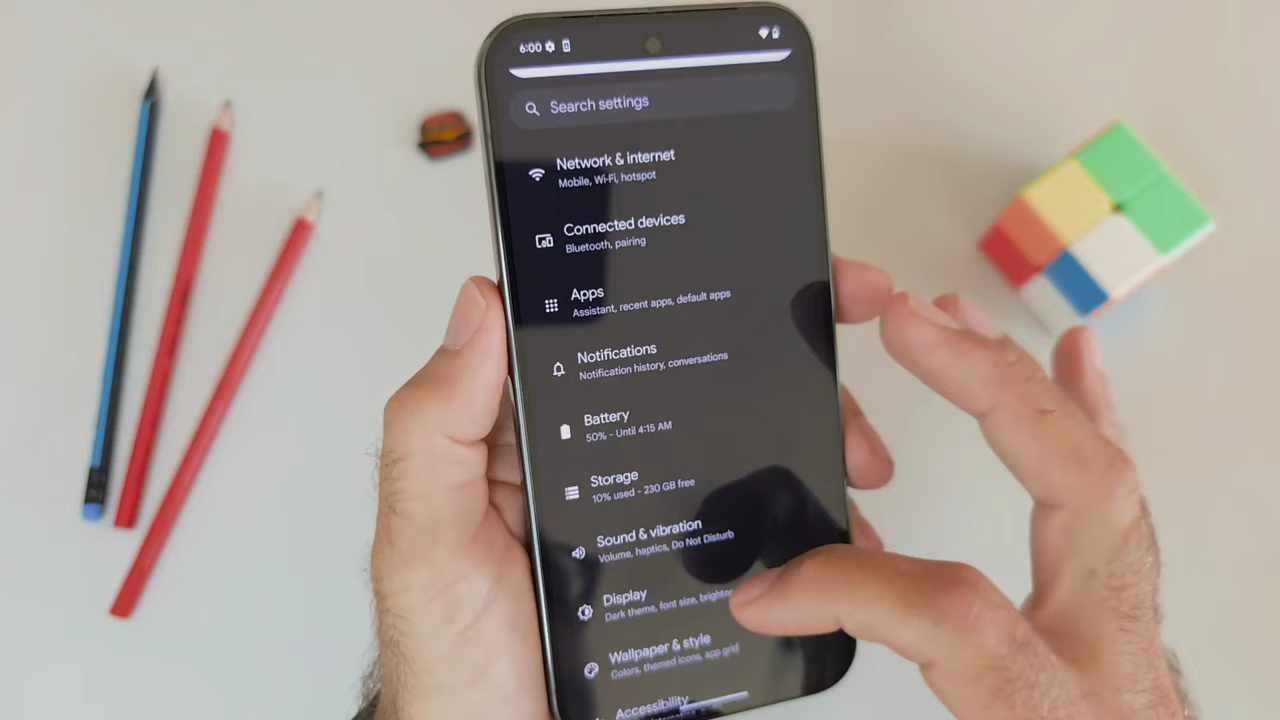 6:00
Search settings
Network & internet
Mobile, Wi-Fi, hotspot
Connected devices
Bluetooth, pairing
Apps
Assistant, recent apps, default apps
Notifications
Notification history, conversations
Battery
50% - Until 4:15 AM
Storage
10% used - 230 GB free
Sound & vibration
Volume, haptics, Do Not Disturb
Display
Dark theme, font size, brightne
Wallpaper & style
Colors, themed icons, app grid
Accessibility